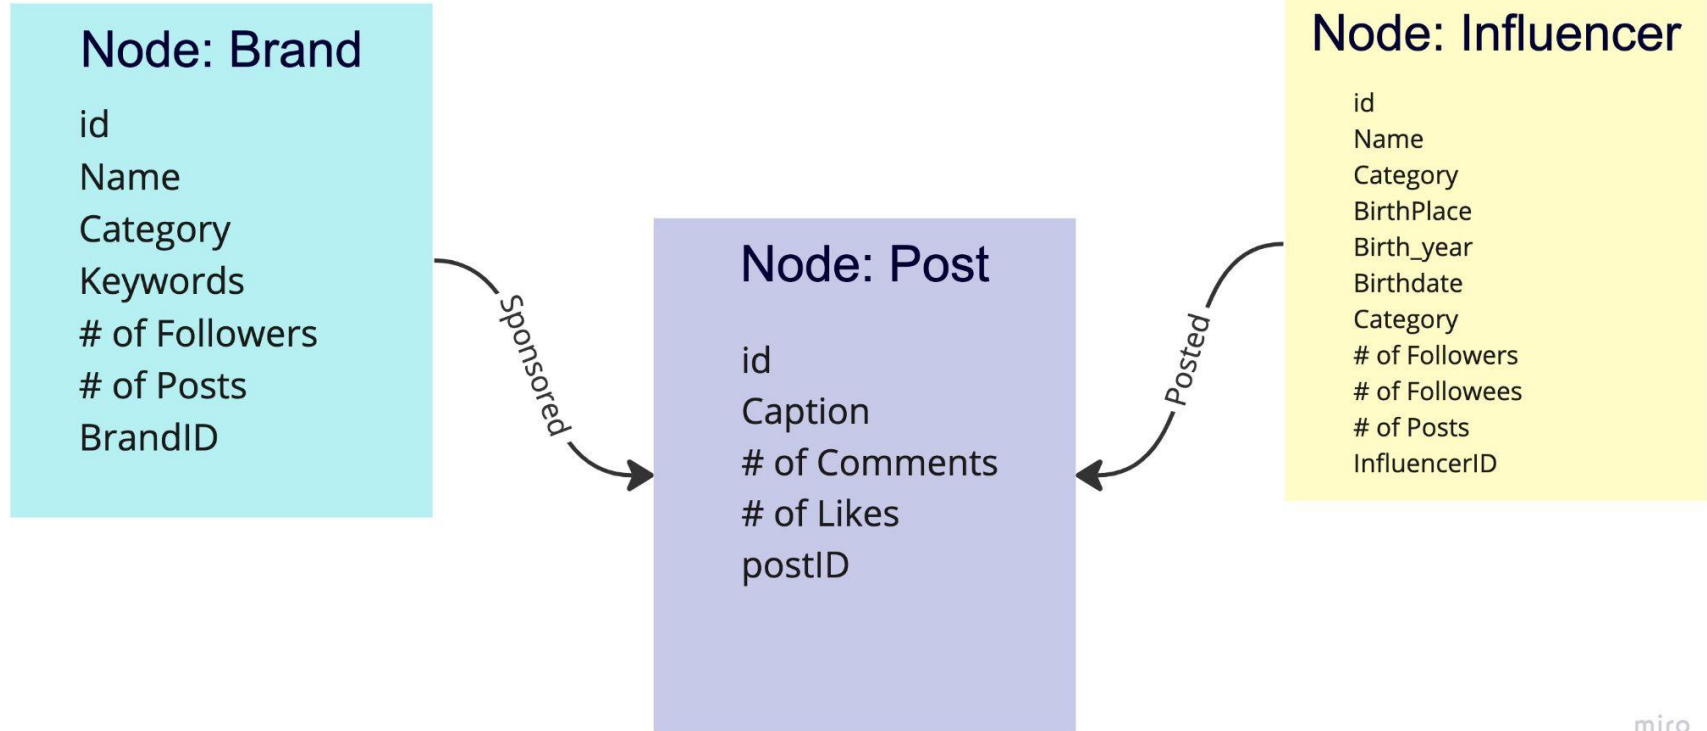 Node: Brand
id
Name
Category
Keywords
# of Followers
# of Posts
BrandID
Sponsored
Node: Post
id
Caption
# of Comments
# of Likes
postID
Posted
Node: Influencer
id
Name
Category
BirthPlace
Birth_year
Birthdate
Category
# of Followers
# of Followees
# of Posts
InfluencerID
miro